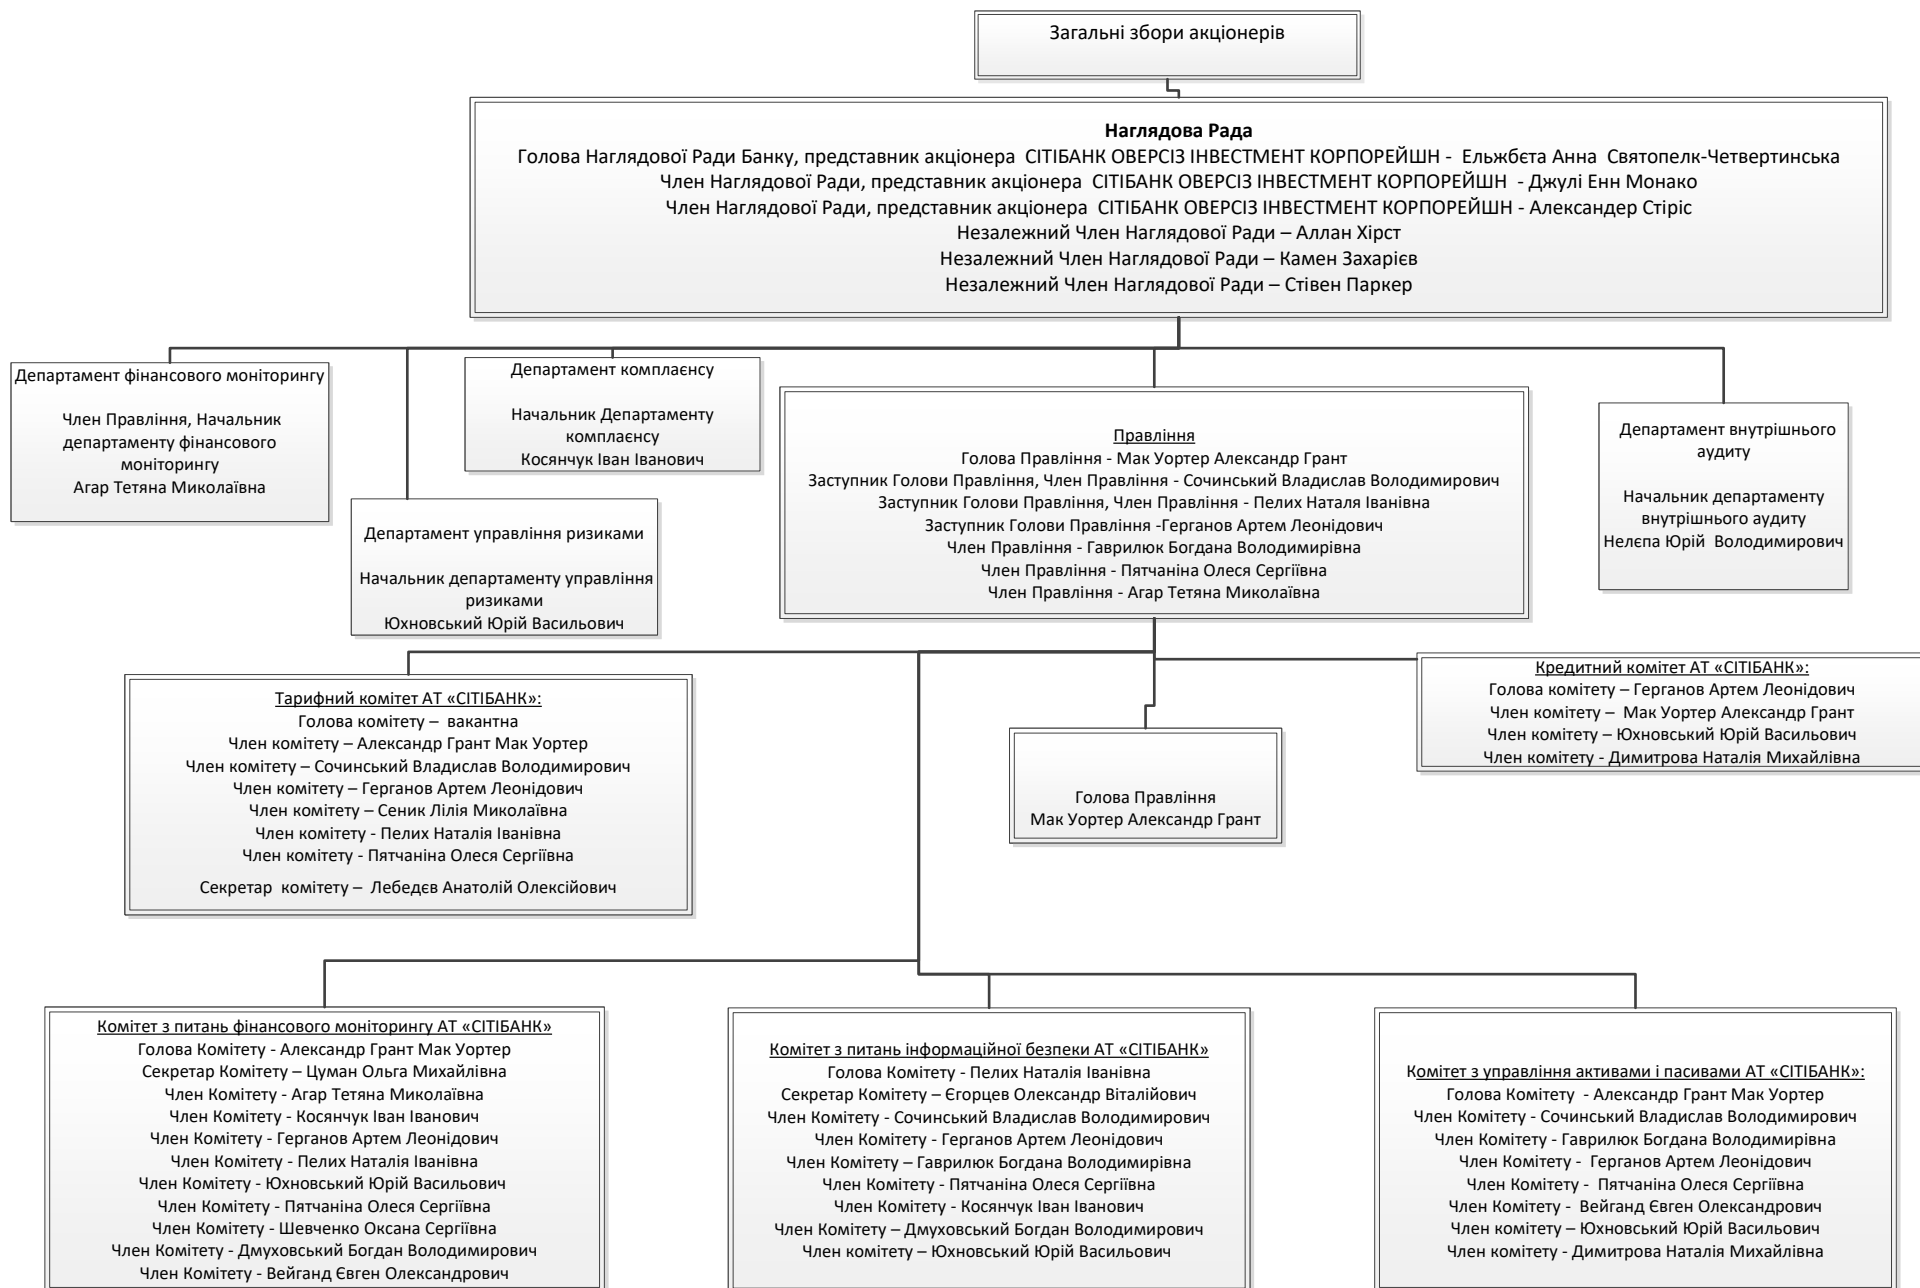 Загальні збори акціонерів
Наглядова Рада
Голова Наглядової Ради Банку, представник акціонера СІТІБАНК ОВЕРСІЗ ІНВЕСТМЕНТ КОРПОРЕЙШН - Ельжбєта Анна Святопелк-Четвертинська
Член Наглядової Ради, представник акціонера СІТІБАНК ОВЕРСІЗ ІНВЕСТМЕНТ КОРПОРЕЙШН - Джулі Енн Монако
Член Наглядової Ради, представник акціонера СІТІБАНК ОВЕРСІЗ ІНВЕСТМЕНТ КОРПОРЕЙШН - Александер Стіріс
Незалежний Член Наглядової Ради – Аллан Хірст
Незалежний Член Наглядової Ради – Камен Захарієв
Незалежний Член Наглядової Ради – Стівен Паркер
Департамент фінансового моніторингу
Член Правління, Начальник
департаменту фінансового
моніторингу
Агар Тетяна Миколаївна
Департамент управління ризиками
Начальник департаменту управління
ризиками
Юхновський Юрій Васильович
Департамент комплаєнсу
Начальник Департаменту
комплаєнсу
Косянчук Іван Іванович
Правління
Голова Правління - Мак Уортер Александр Грант
Заступник Голови Правління, Член Правління - Сочинський Владислав Володимирович
Заступник Голови Правління, Член Правління - Пелих Наталя Іванівна
Заступник Голови Правління -Герганов Артем Леонідович
Член Правління - Гаврилюк Богдана Володимирівна
Член Правління - Пятчаніна Олеся Сергіївна
Член Правління - Агар Тетяна Миколаївна
Департамент внутрішнього
аудиту
Начальник департаменту
внутрішнього аудиту
Нелєпа Юрій Володимирович
Тарифний комітет АТ «СІТІБАНК»:
Голова комітету – вакантна
Член комітету – Александр Грант Мак Уортер
Член комітету – Сочинський Владислав Володимирович
Член комітету – Герганов Артем Леонідович
Член комітету – Сеник Лілія Миколаївна
Член комітету - Пелих Наталія Іванівна
Член комітету - Пятчаніна Олеся Сергіївна
Секретар комітету – Лебедєв Анатолій Олексійович
Голова Правління
Мак Уортер Александр Грант
Кредитний комітет АТ «СІТІБАНК»:
Голова комітету – Герганов Артем Леонідович
Член комітету – Мак Уортер Александр Грант
Член комітету – Юхновський Юрій Васильович
Член комітету - Димитрова Наталія Михайлівна
Комітет з питань фінансового моніторингу АТ «СІТІБАНК»
Голова Комітету - Александр Грант Мак Уортер
Секретар Комітету – Цуман Ольга Михайлівна
Член Комітету - Агар Тетяна Миколаївна
Член Комітету - Косянчук Іван Іванович
Член Комітету - Герганов Артем Леонідович
Член Комітету - Пелих Наталія Іванівна
Член Комітету - Юхновський Юрій Васильович
Член Комітету - Пятчаніна Олеся Сергіївна
Член Комітету - Шевченко Оксана Сергіївна
Член Комітету - Дмуховський Богдан Володимирович
Член Комітету - Вейганд Євген Олександрович
Комітет з питань інформаційної безпеки АТ «СІТІБАНК»
Голова Комітету - Пелих Наталія Іванівна
Секретар Комітету – Єгорцев Олександр Віталійович
Член Комітету - Сочинський Владислав Володимирович
Член Комітету - Герганов Артем Леонідович
Член Комітету – Гаврилюк Богдана Володимирівна
Член Комітету - Пятчаніна Олеся Сергіївна
Член Комітету - Косянчук Іван Іванович
Член Комітету – Дмуховський Богдан Володимирович
Член комітету – Юхновський Юрій Васильович
Комітет з управління активами і пасивами АТ «СІТІБАНК»:
Голова Комітету - Александр Грант Мак Уортер
Член Комітету - Сочинський Владислав Володимирович
Член Комітету - Гаврилюк Богдана Володимирівна
Член Комітету - Герганов Артем Леонідович
Член Комітету - Пятчаніна Олеся Сергіївна
Член Комітету - Вейганд Євген Олександрович
Член комітету – Юхновський Юрій Васильович
Член комітету - Димитрова Наталія Михайлівна